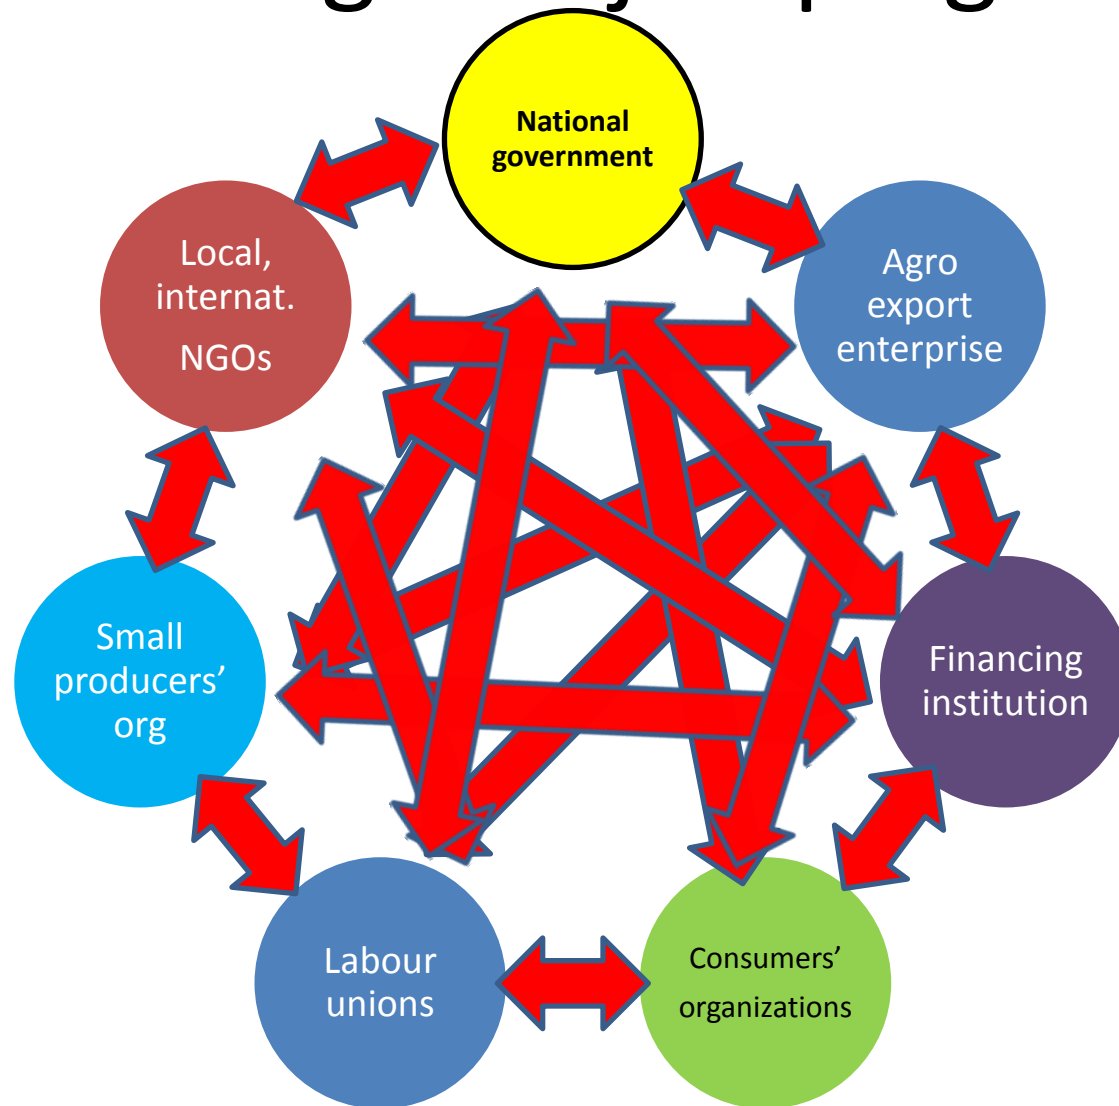 National
government
Agro
export
enterprise
Financing
institution
Consumers’
organizations
Labour
unions
Small
producers’
org
Local,
internat.
NGOs